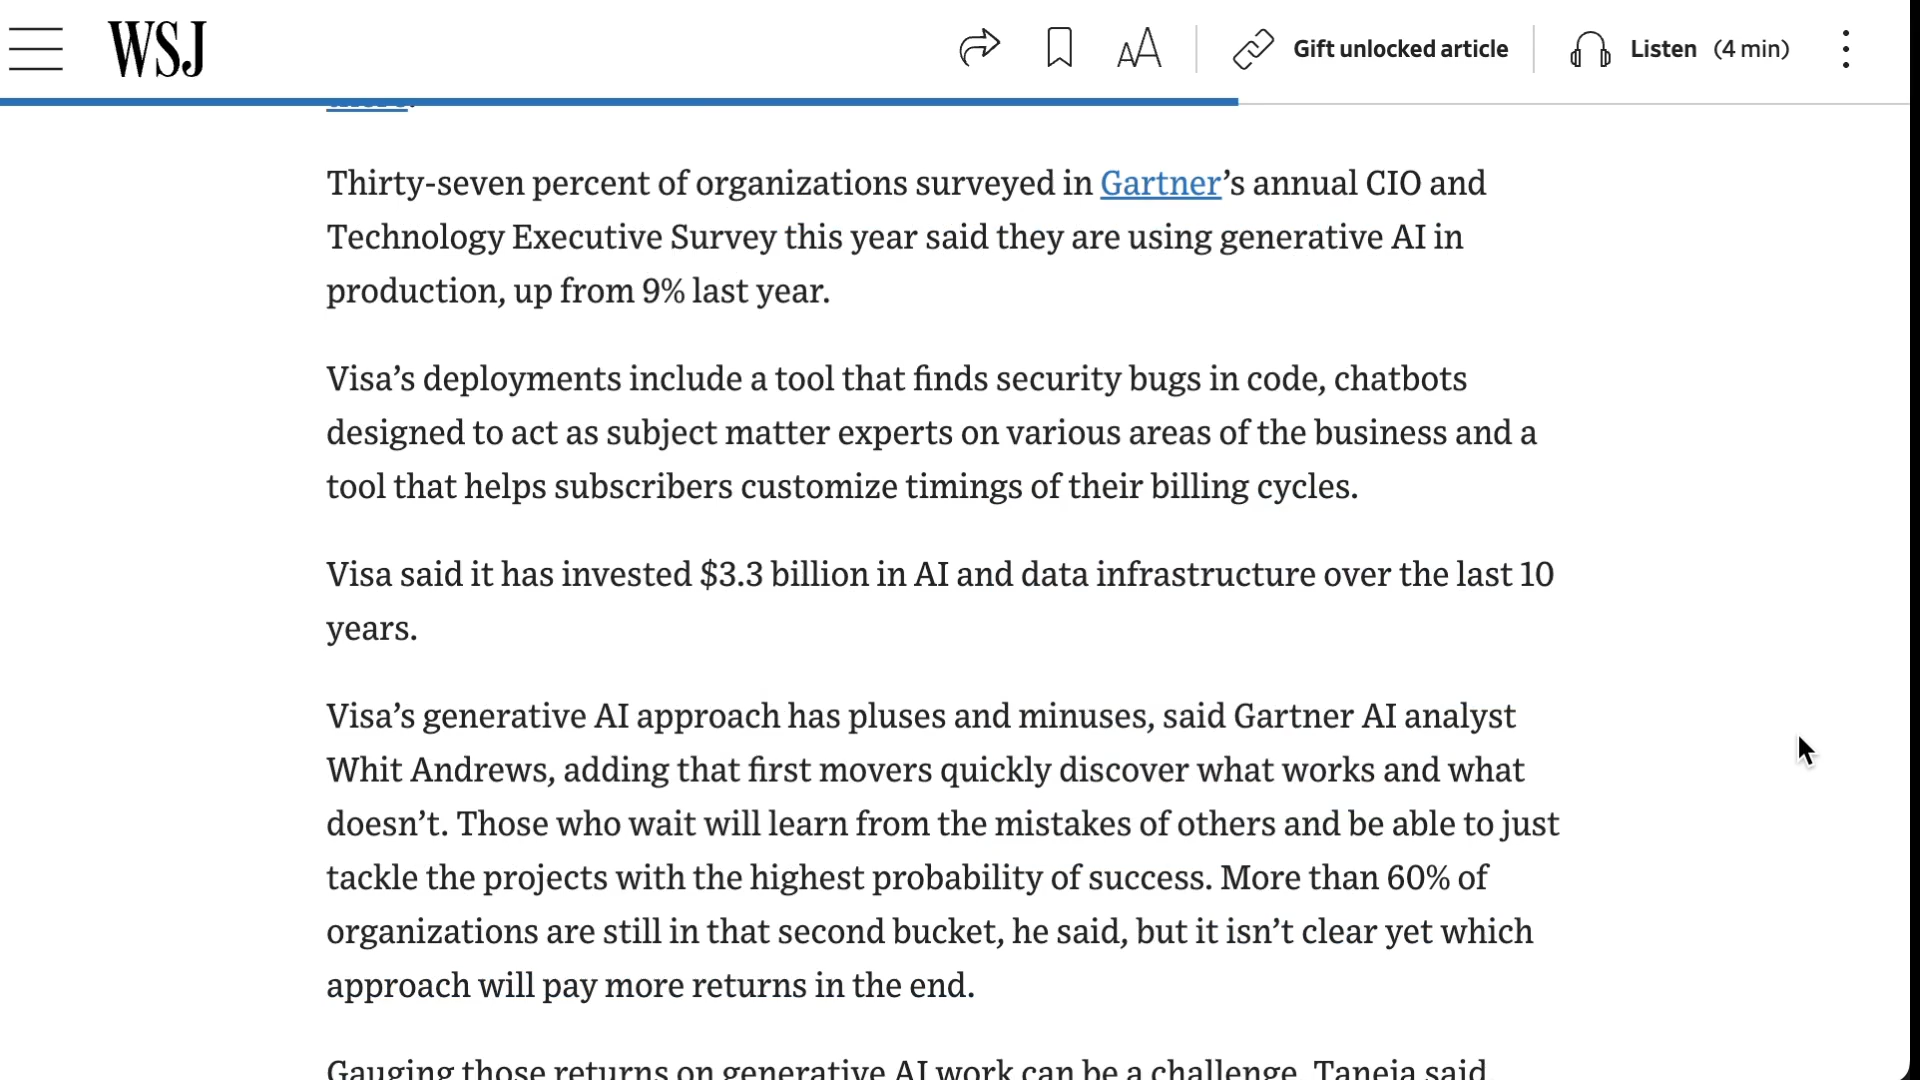 WSJ
Gift unlocked article
Listen (4 min)
Thirty-seven percent of organizations surveyed in Gartner’s annual CIO and
Technology Executive Survey this year said they are using generative AI in
production, up from 9% last year.
Visa’s deployments include a tool that finds security bugs in code, chatbots
designed to act as subject matter experts on various areas of the business and a
tool that helps subscribers customize timings of their billing cycles.
Visa said it has invested $3.3 billion in AI and data infrastructure over the last 10
years.
Visa’s generative AI approach has pluses and minuses, said Gartner AI analyst
Whit Andrews, adding that first movers quickly discover what works and what
doesn’t. Those who wait will learn from the mistakes of others and be able to just
tackle the projects with the highest probability of success. More than 60% of
organizations are still in that second bucket, he said, but it isn’t clear yet which
approach will pay more returns in the end.
Gauging those returns on generative AI work can be a challenge, Taneja said.